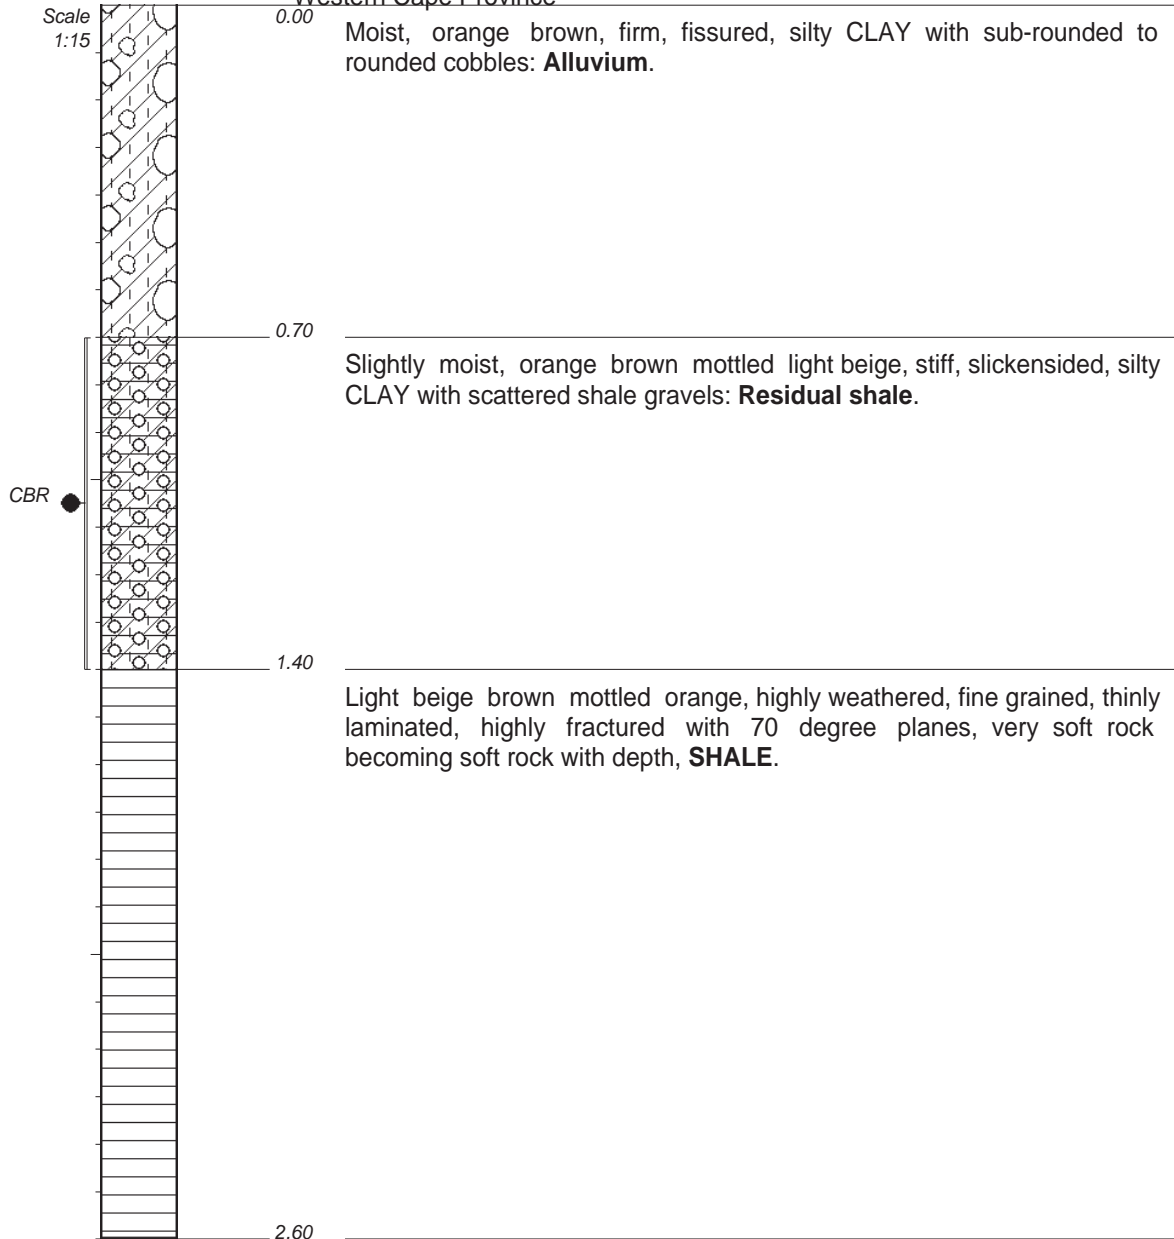 Western Cape Province
Scale
1:15
0.00
Moist, orange brown, firm, fissured, silty CLAY with sub-rounded to
rounded cobbles: Alluvium.
0.70
Slightly moist, orange brown mottled light beige, stiff, slickensided, silty
CLAY with scattered shale gravels: Residual shale.
CBR
1.40
Light beige brown mottled orange, highly weathered, fine grained, thinly
laminated, highly fractured with 70 degree planes, very soft rock
becoming soft rock with depth, SHALE.
2.60